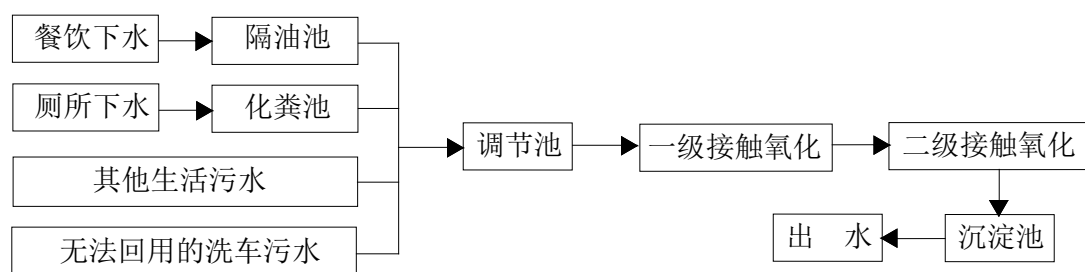 餐饮下水
隔油池
厕所下水
化粪池
其他生活污水
无法回用的洗车污水
调节池
一级接触氧化
二级接触氧化
沉淀池
出 水